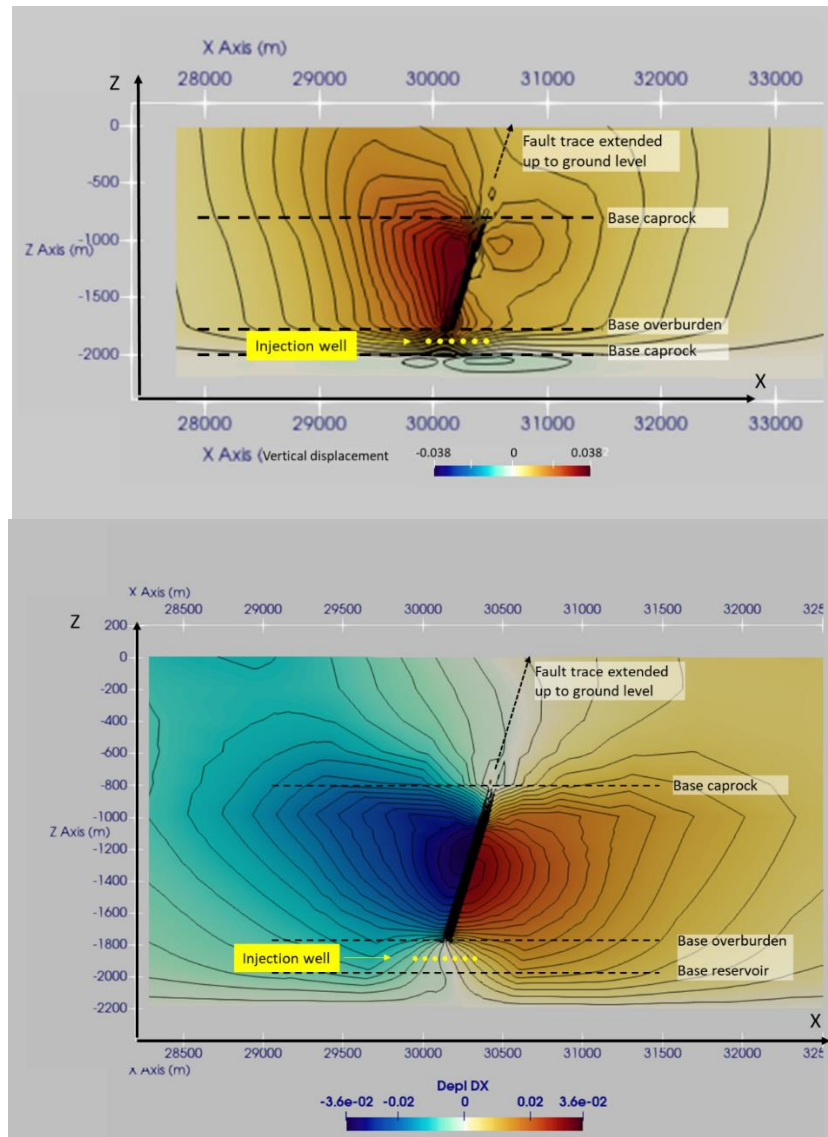 X Axis (m)
Z
28000 29000 30000 31000 32000 33000
0
Fault trace extended
up to ground level
-500
Base caprock
Z Axis (m)
-1000
-1500
Base overburden
Injection well
-2000
Base caprock
X
28000 29000 30000 31000 32000 33000
X Axis (Vertical displacement
-0.038 0 0.038
X Axis (m)
Z
28500 29000 29500 30000 30500 31000 31500 32000 325
200
0
Fault trace extended
up to ground level
-200
-400
-600
-800
Base caprock
-1000
Z Axis (m)
-1200
-1400
-1600
-1800
Base overburden
Injection well
-2000
Base reservoir
-2200
X
28500 29000 29500 30000 30500 31000 31500 32000 325
X Axis (m)
Depl DX
-3.6e-02 -0.02 0 0.02 3.6e-02